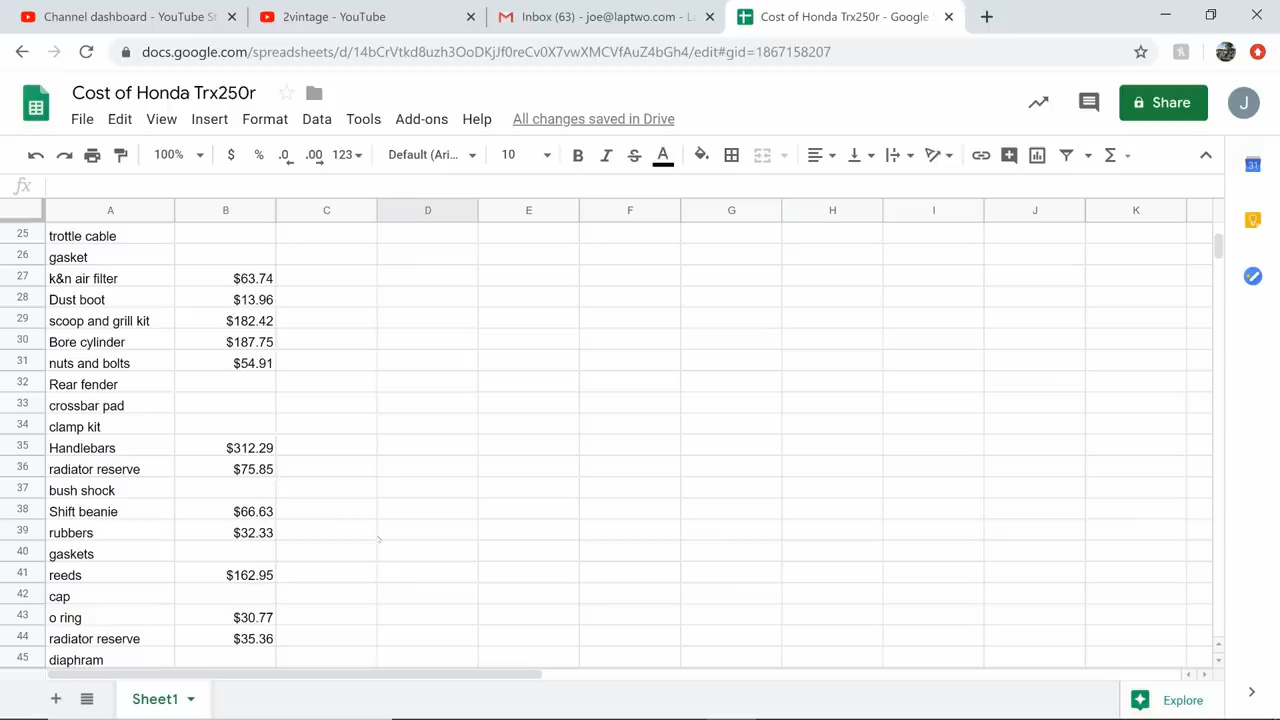 Channel dashboard - YouTube St
2vintage - YouTube
Inbox (63) - joe@laptwo.com - L
Cost of Honda Trx250r - Google
docs.google.com/spreadsheets/d/14bCrVtkd8uzh3OoDKjJf0reLv0X7vwXMCVfAuZ4bGh4/edit#gid=1867158207
Cost of Honda Trx250r
File Edit View Insert Format Data Tools Add-ons Help All changes saved in Drive
Share
J
100% $ % .0 .00 123 Default (Ari... 10 B I S A
31
fx
A B C D E F G H I J K
25 trottle cable
26 gasket
27 k&n air filter $63.74
28 Dust boot $13.96
29 scoop and grill kit $182.42
30 Bore cylinder $187.75
31 nuts and bolts $54.91
32 Rear fender
33 crossbar pad
34 clamp kit
35 Handlebars $312.29
36 radiator reserve $75.85
37 bush shock
38 Shift beanie $66.63
39 rubbers $32.33
40 gaskets
41 reeds $162.95
42 cap
43 o ring $30.77
44 radiator reserve $35.36
45 diaphram
Sheet1
Explore